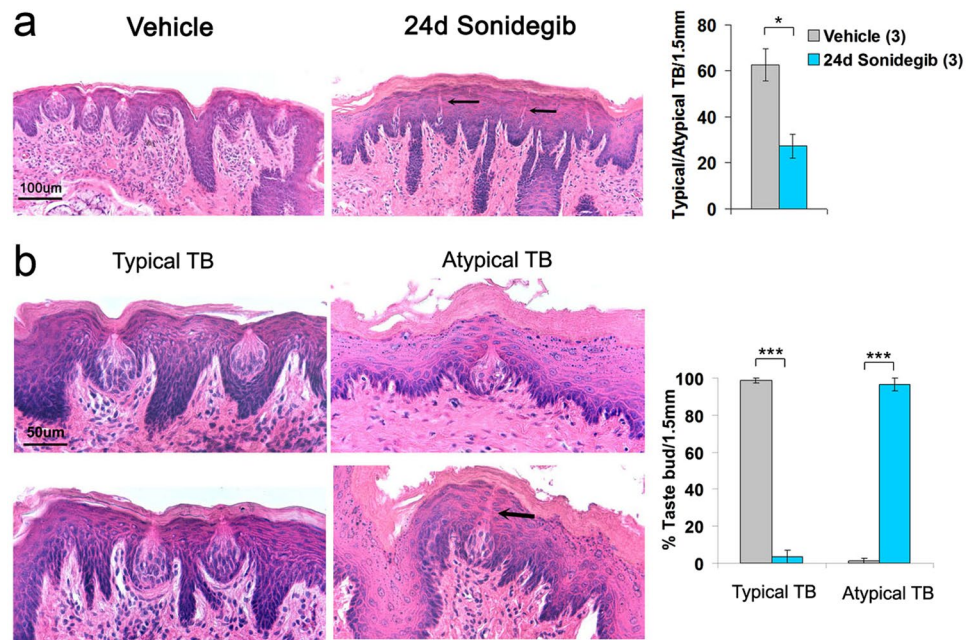 a
Vehicle
24d Sonidegib
100um
Typical/Atypical TB/1.5mm
80
60
40
20
0
*
Vehicle (3)
24d Sonidegib (3)
b
Typical TB
Atypical TB
50um
% Taste bud/1.5mm
100
80
60
40
20
0
***
***
Typical TB
Atypical TB